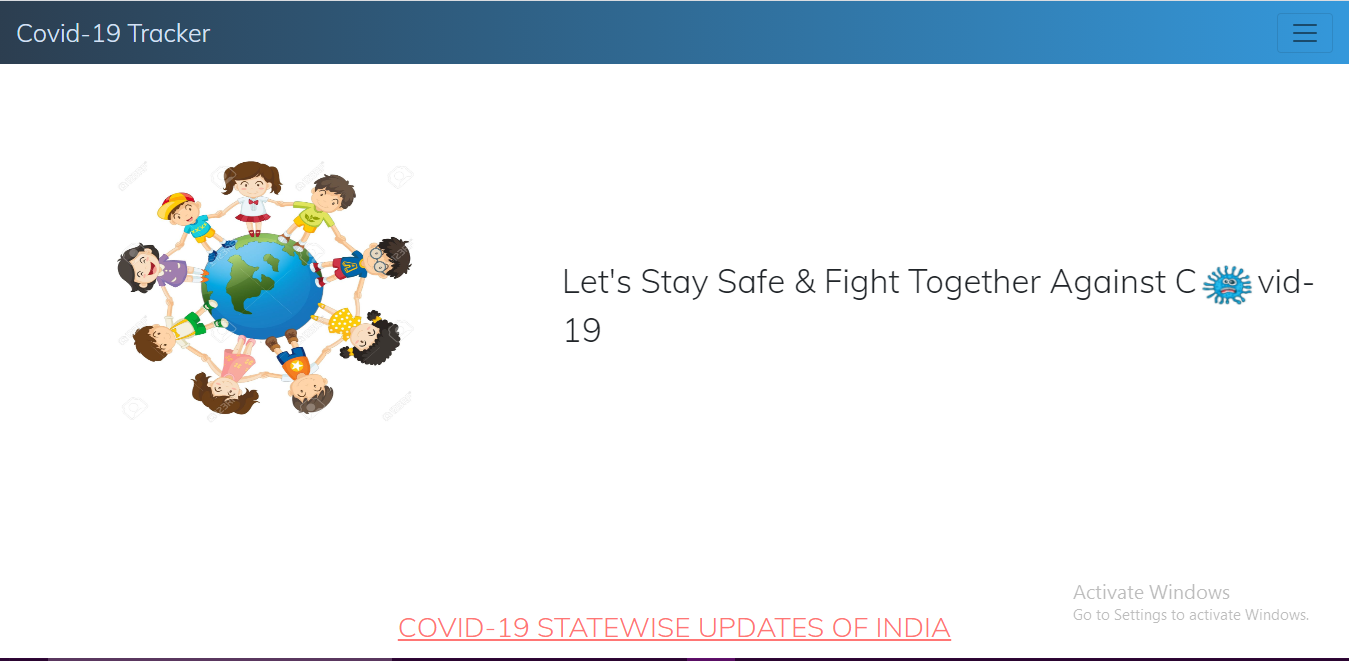 Covid-19 Tracker
Let's Stay Safe & Fight Together Against C vid-
19
Activate Windows
Go to Settings to activate Windows.
COVID-19 STATEWISE UPDATES OF INDIA